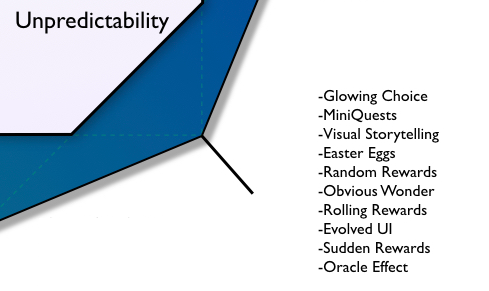 Unpredictability
-Glowing Choice
-MiniQuests
-Visual Storytelling
-Easter Eggs
-Random Rewards
-Obvious Wonder
-Rolling Rewards
-Evolved UI
-Sudden Rewards
-Oracle Effect